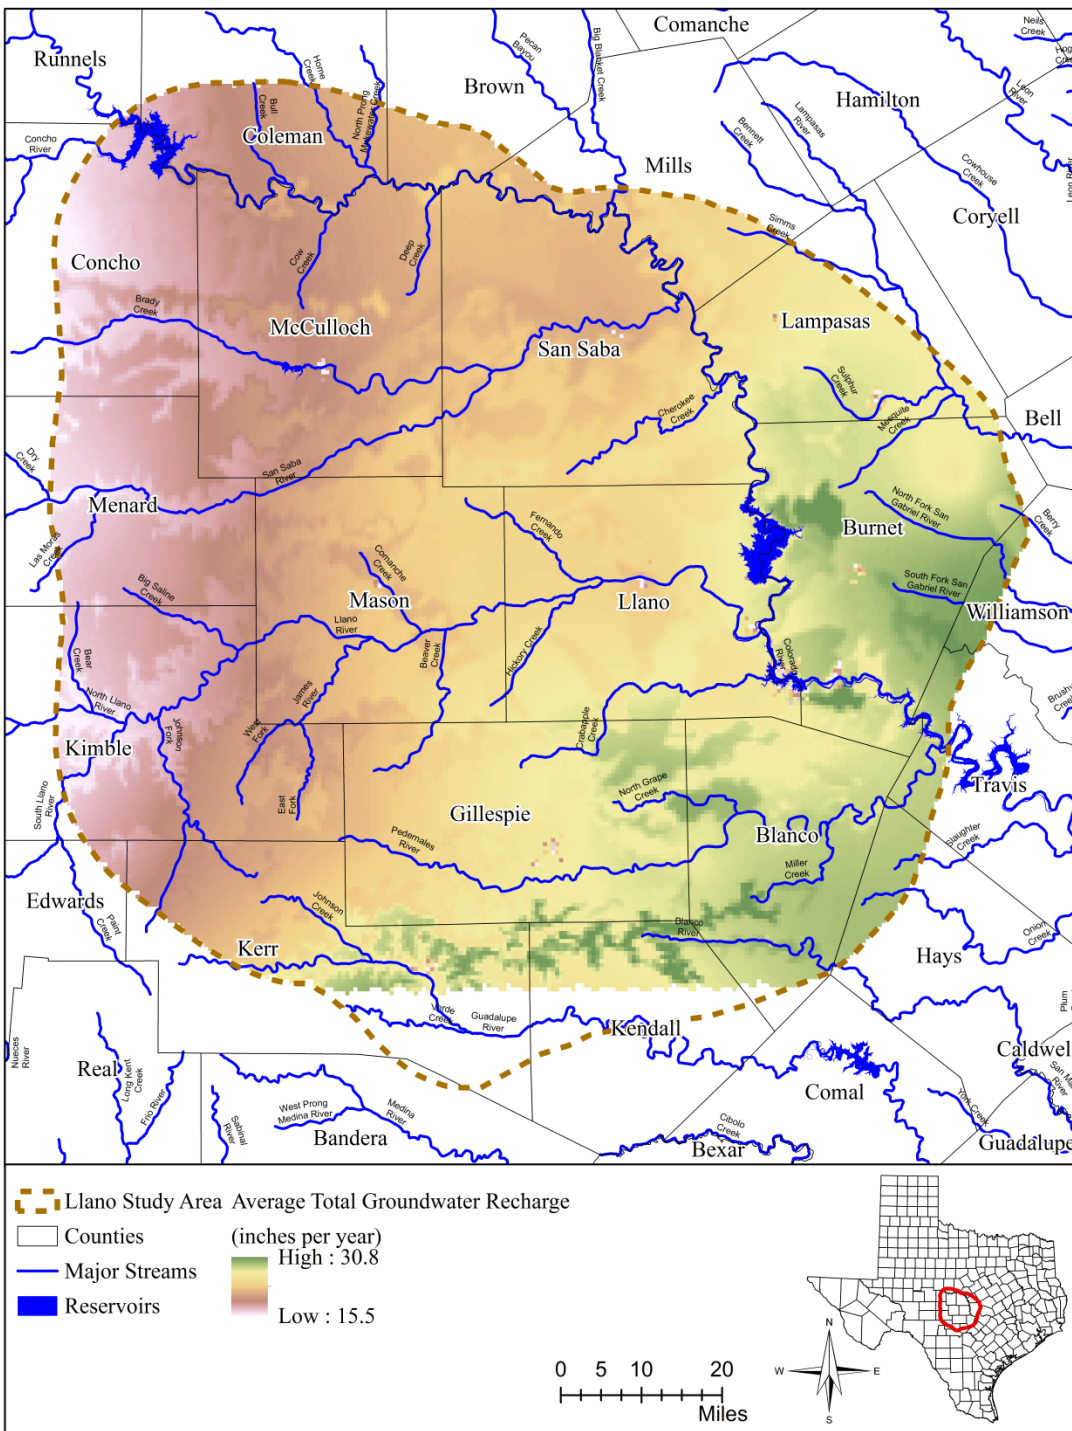 Comanche
Neils
Creek
Hog
Creek
Runnels
Pecan
Bayou
Big Blanket Creek
Home
Creek
Brown
Hamilton
Leon
River
Bull
Creek
North Prong
Mukewater Creek
Coleman
Lampasas
River
Bennett
Creek
Concho
River
Mills
Cowhouse
Creek
Leon River
Coryell
Simms
Creek
Concho
Cow
Creek
Deep
Creek
Brady
Creek
McCulloch
San Saba
Lampasas
Sulphur
Creek
Cherokee
Creek
Mesquite
Creek
Bell
Dry
Creek
San Saba
River
Menard
North Fork San
Gabriel River
Burnet
Berry
Creek
Fernando
Creek
Las Moras
Creek
Comanche
Creek
Big Saline
Creek
South Fork San
Gabriel River
Mason
Llano
Williamson
Llano
River
Beaver
Creek
Hickory Creek
Colorado
River
Bear
Creek
North Llano
River
James
River
Brushy
Creek
Johnson
Fork
West
Fork
Crabapple
Creek
Kimble
Travis
South Llano
River
East
Fork
North Grape
Creek
Gillespie
Pedernales
River
Blanco
Slaughter
Creek
Miller
Creek
Edwards
Paint
Creek
Johnson
Creek
Blanco
River
Onion
Creek
Kerr
Hays
Verde
Creek
Guadalupe
River
Kendall
Plum
Nueces
River
Real
Long Kent
Creek
Frio River
Caldwell
San Ma
River
Comal
West Prong
Medina River
Medina
River
Sabinal
River
York Creek
Bandera
Cibolo
Creek
Bexar
Guadalupe
Llano Study Area
Counties
Major Streams
Reservoirs
Average Total Groundwater Recharge
(inches per year)
High : 30.8
Low : 15.5
0 5 10 20
Miles
N
W E
S